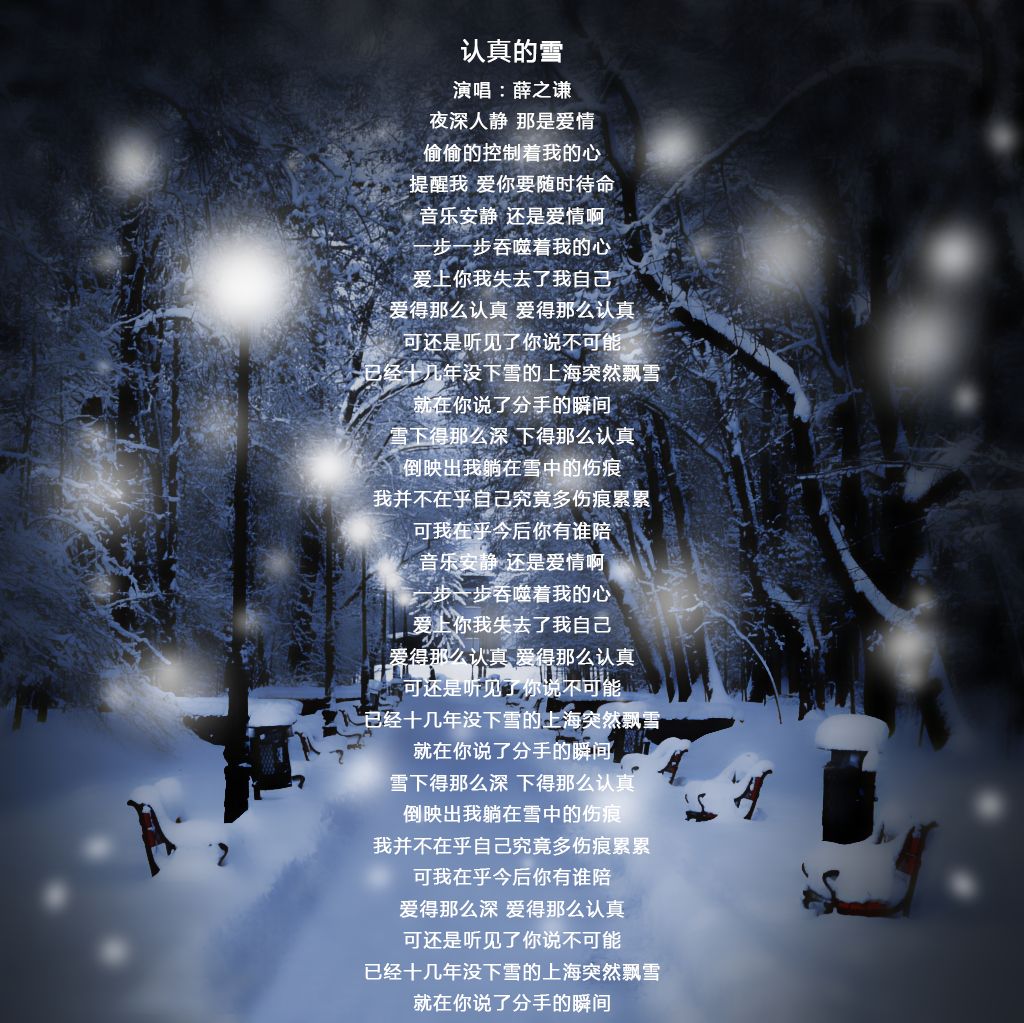 认真的雪
演唱：薛之谦
夜深人静 那是爱情
偷偷的控制着我的心
提醒我 爱你要随时待命
音乐安静 还是爱情啊
一步一步吞噬着我的心
爱上你我失去了我自己
爱得那么认真 爱得那么认真
可还是听见了你说不可能
已经十几年没下雪的上海突然飘雪
就在你说了分手的瞬间
雪下得那么深 下得那么认真
倒映出我躺在雪中的伤痕
我并不在乎自己究竟多伤痕累累
可我在乎今后你有谁陪
音乐安静 还是爱情啊
一步一步吞噬着我的心
爱上你我失去了我自己
爱得那么认真 爱得那么认真
可还是听见了你说不可能
已经十几年没下雪的上海突然飘雪
就在你说了分手的瞬间
雪下得那么深 下得那么认真
倒映出我躺在雪中的伤痕
我并不在乎自己究竟多伤痕累累
可我在乎今后你有谁陪
爱得那么深 爱得那么认真
可还是听见了你说不可能
已经十几年没下雪的上海突然飘雪
就在你说了分手的瞬间